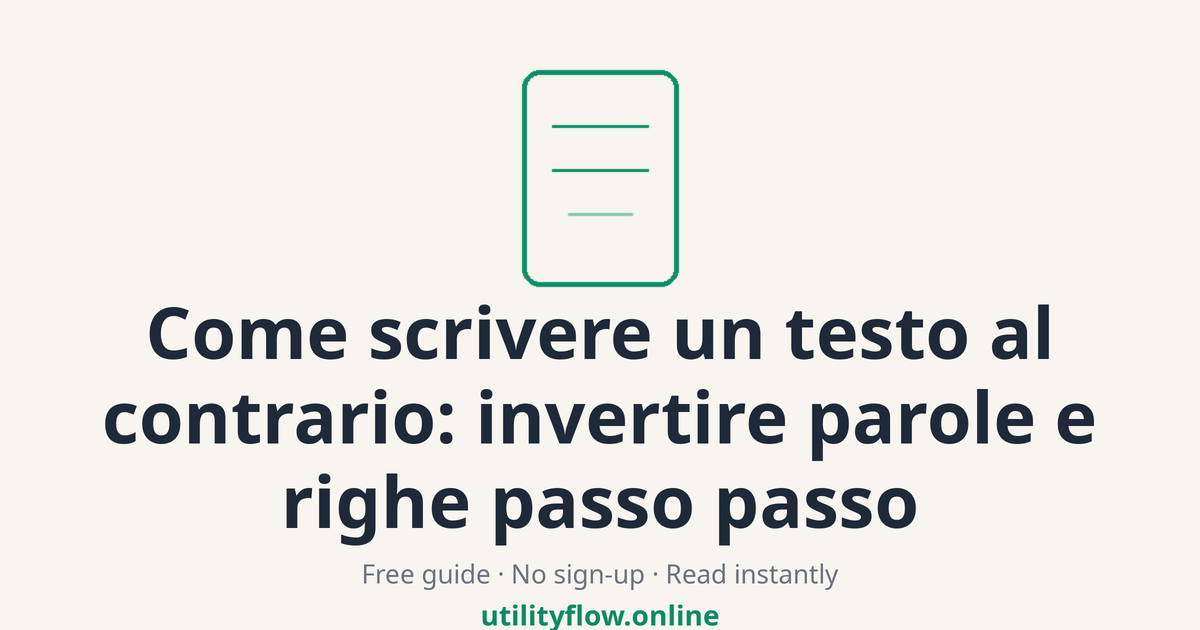 Come scrivere un testo al
contrario: invertire parole e
righe passo passo
Free guide · No sign-up · Read instantly
utilityflow.online